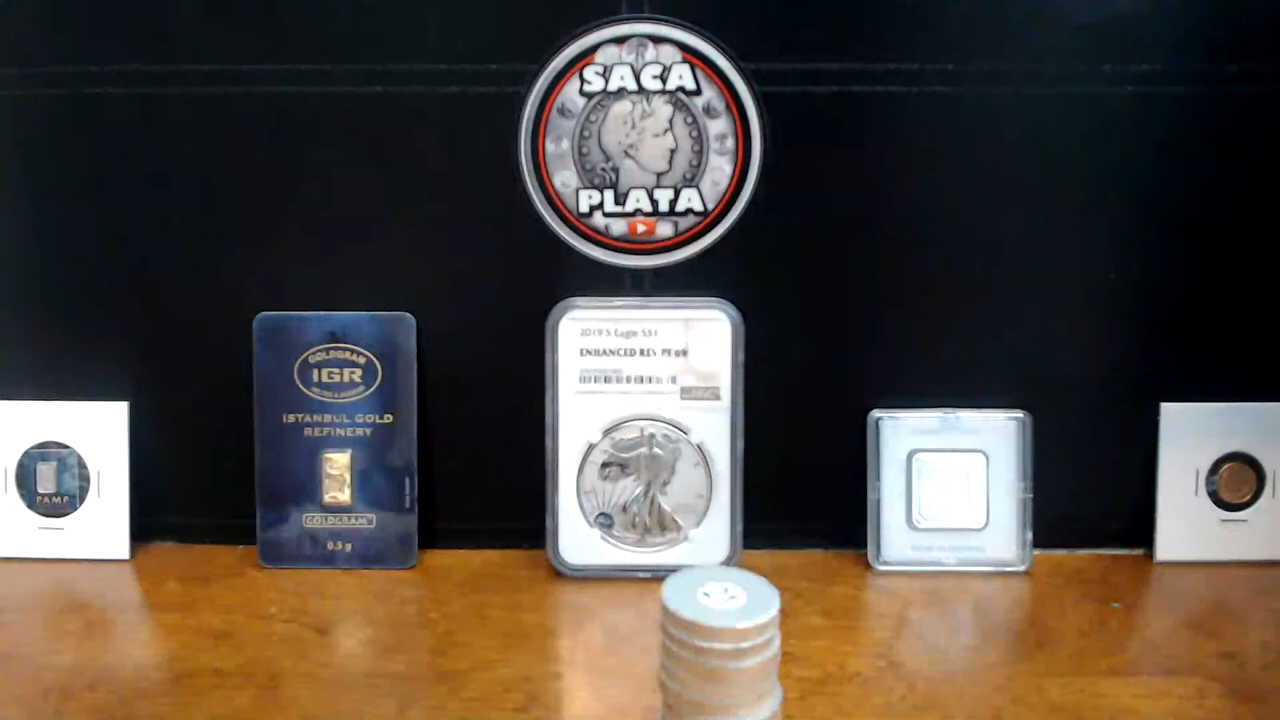 SACA
PLATA
GOLDGRAM
IGR
ISTANBUL GOLD
REFINERY
GOLDGRAM
0.5 g
2019 S Eagle S$1
ENHANCED REV PF 69
PAMP